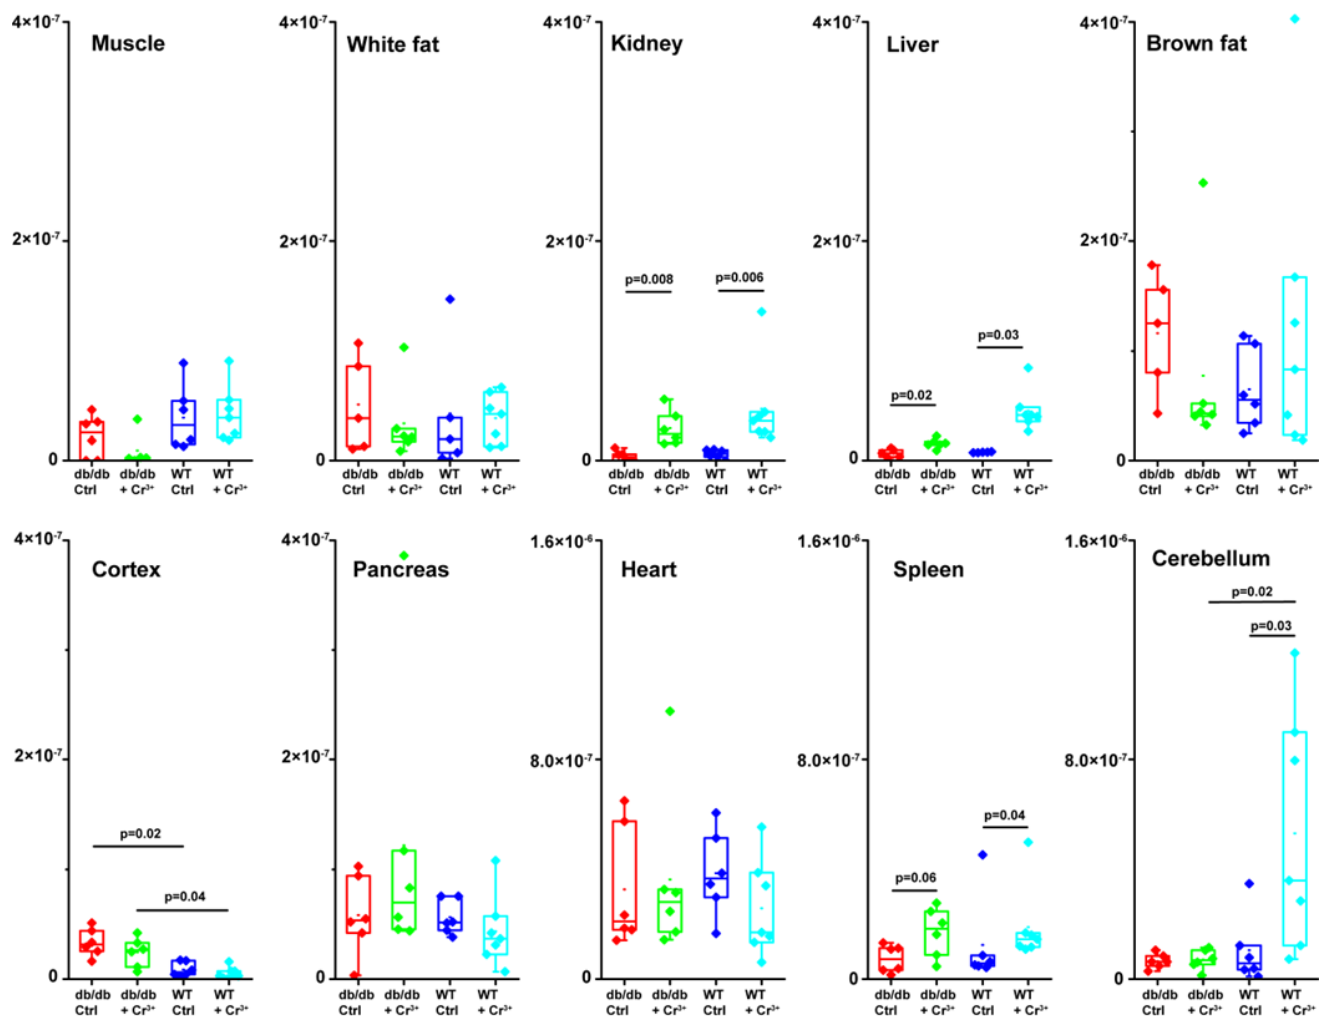 Muscle
4×10⁻⁷
2×10⁻⁷
0
db/db db/db WT WT
Ctrl + Cr³⁺ Ctrl + Cr³⁺
White fat
4×10⁻⁷
2×10⁻⁷
0
db/db db/db WT WT
Ctrl + Cr³⁺ Ctrl + Cr³⁺
Kidney
4×10⁻⁷
2×10⁻⁷
0
p=0.008 p=0.006
db/db db/db WT WT
Ctrl + Cr³⁺ Ctrl + Cr³⁺
Liver
4×10⁻⁷
2×10⁻⁷
0
p=0.03
p=0.02
db/db db/db WT WT
Ctrl + Cr³⁺ Ctrl + Cr³⁺
Brown fat
4×10⁻⁷
2×10⁻⁷
0
db/db db/db WT WT
Ctrl + Cr³⁺ Ctrl + Cr³⁺
Cortex
4×10⁻⁷
2×10⁻⁷
0
p=0.02
p=0.04
db/db db/db WT WT
Ctrl + Cr³⁺ Ctrl + Cr³⁺
Pancreas
4×10⁻⁷
2×10⁻⁷
0
db/db db/db WT WT
Ctrl + Cr³⁺ Ctrl + Cr³⁺
Heart
1.6×10⁻⁶
8.0×10⁻⁷
0
db/db db/db WT WT
Ctrl + Cr³⁺ Ctrl + Cr³⁺
Spleen
1.6×10⁻⁶
8.0×10⁻⁷
0
p=0.04
p=0.06
db/db db/db WT WT
Ctrl + Cr³⁺ Ctrl + Cr³⁺
Cerebellum
1.6×10⁻⁶
8.0×10⁻⁷
0
p=0.02
p=0.03
db/db db/db WT WT
Ctrl + Cr³⁺ Ctrl + Cr³⁺